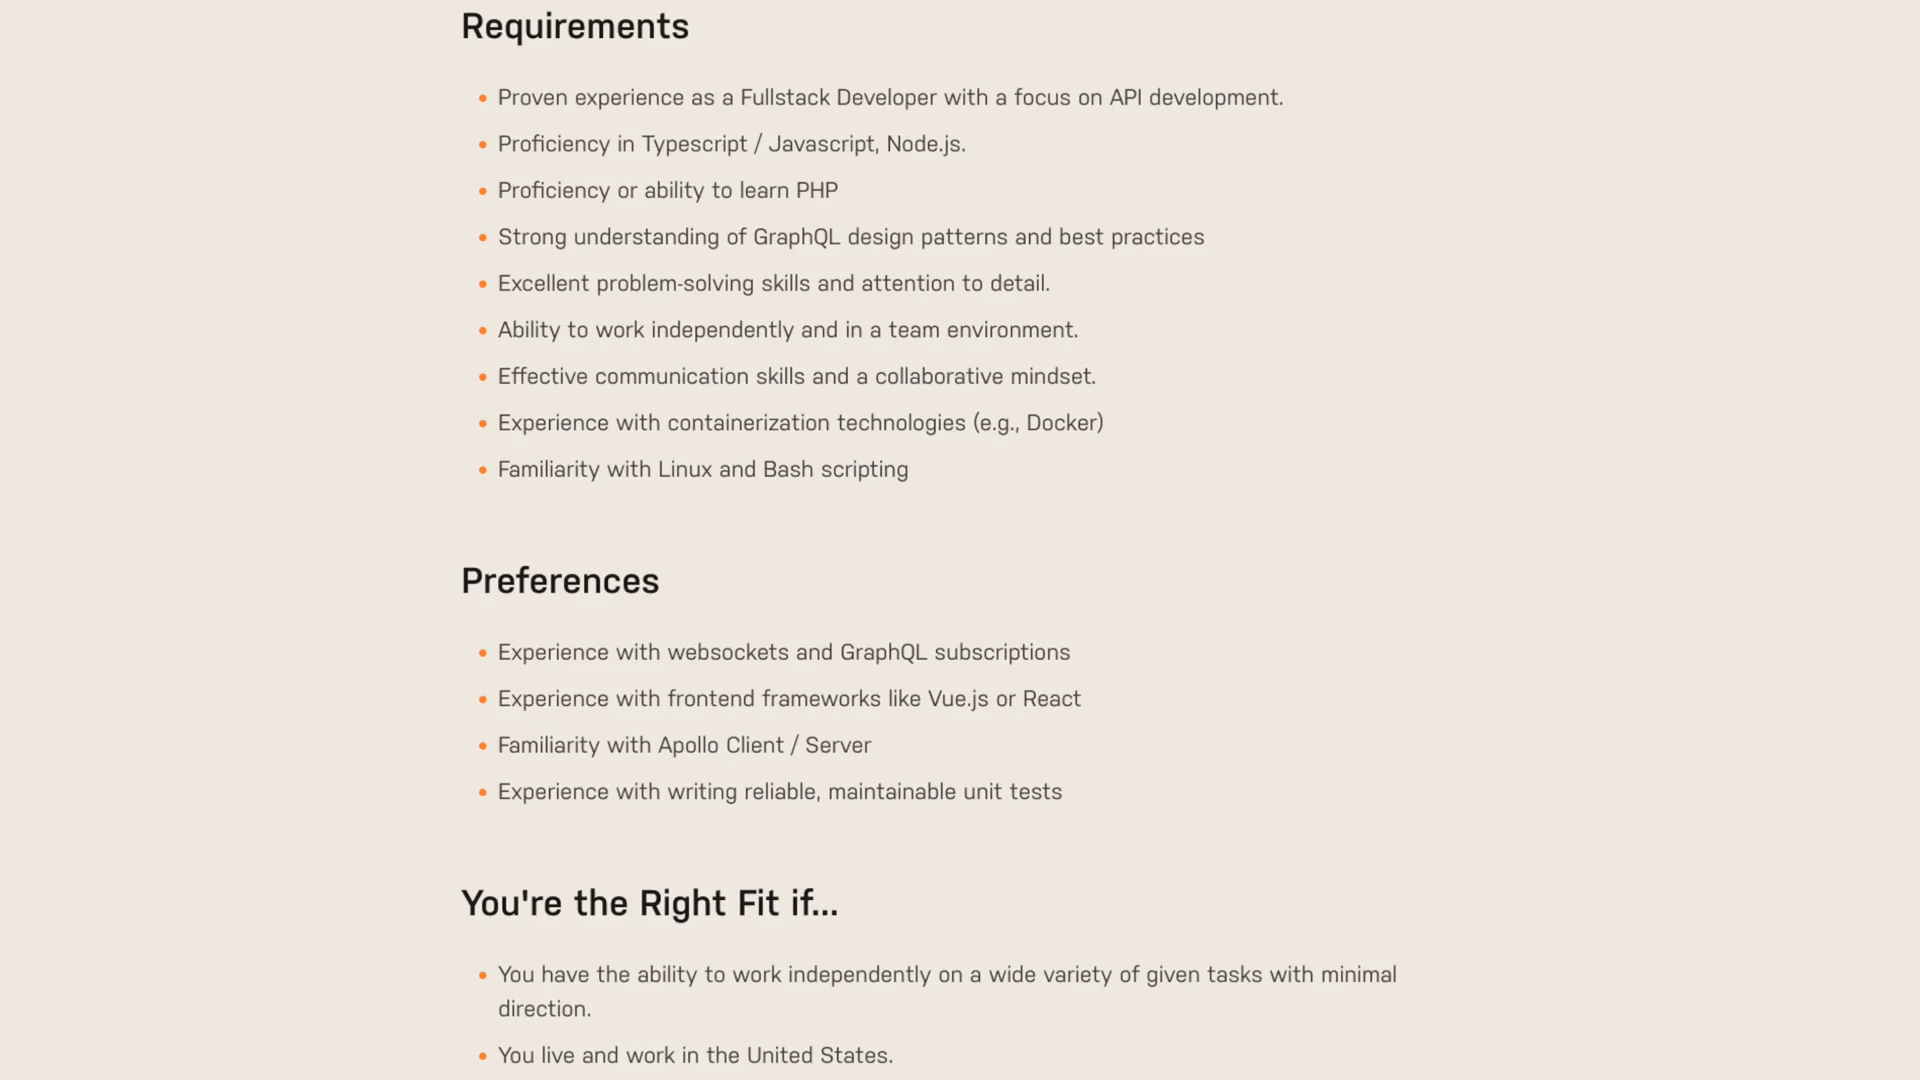 Requirements
Proven experience as a Fullstack Developer with a focus on API development.
Proficiency in Typescript / Javascript, Node.js.
Proficiency or ability to learn PHP
Strong understanding of GraphQL design patterns and best practices
Excellent problem-solving skills and attention to detail.
Ability to work independently and in a team environment.
Effective communication skills and a collaborative mindset.
Experience with containerization technologies (e.g., Docker)
Familiarity with Linux and Bash scripting
Preferences
Experience with websockets and GraphQL subscriptions
Experience with frontend frameworks like Vue.js or React
Familiarity with Apollo Client / Server
Experience with writing reliable, maintainable unit tests
You're the Right Fit if...
You have the ability to work independently on a wide variety of given tasks with minimal
direction.
You live and work in the United States.